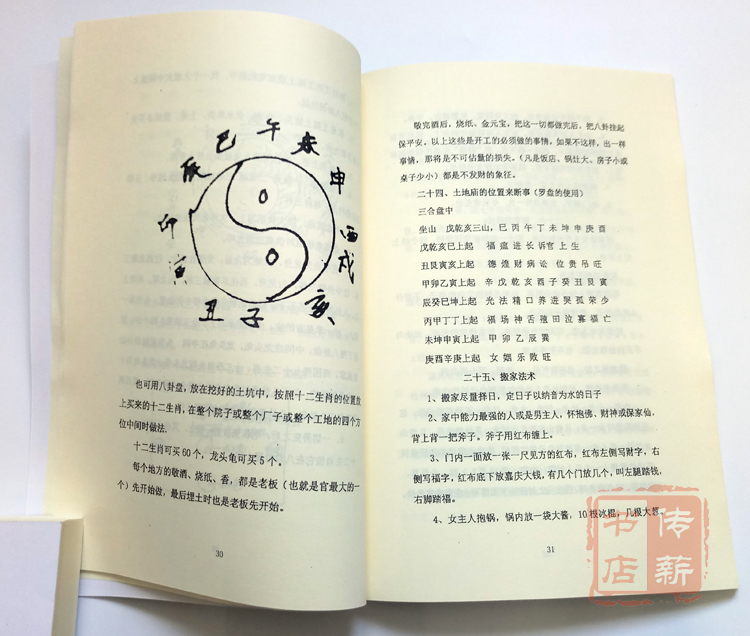 巳 午 未
辰 申
卯 酉
寅 戌
丑 子 亥
也可用八卦盘，放在挖好的土坑中，按照十二生肖的位置放
上买来的十二生肖，在整个院子或整个厂子或整个工地的四个方
位中间时做法.
十二生肖可买 60 个，龙头龟可买 5 个。
每个地方的敬酒、烧纸、香，都是老板（也就是官最大的一
个）先开始做，最后埋土时也是老板先开始。
30
敬完酒后，烧纸、金元宝，把这一切都做完后，把八卦挂起
保平安。以上这些是开工的必须做的事情，如果不这样，出一样
事情，那将是不可估量的损失。（凡是饭店、锅灶大、房子小或
桌子少小）都是不发财的象征。
二十四、土地庙的位置来断事（罗盘的使用）
三合盘中
坐山 戊乾亥三山，巳 丙 午 丁 未 坤 申 庚 酉
戊乾亥巳上起 福 瘟 进 长 诉 官 上 生
丑艮寅亥上起 德 煌 财 病 讼 位 贵 吊 旺
甲卯乙寅上起 辛 戊 乾 亥 酉 子 癸 丑 艮 寅
辰癸巳坤上起 光 法 精 口 养 进 哭 孤 荣 少
丙甲丁丁上起 福 场 神 舌 殖 田 泣 寡 福 亡
未坤申寅上起 甲 卯 乙 辰 巽
庚酉辛庚上起 女 姻 乐 败 旺
二十五、搬家法术
1、搬家尽量择日，定日子以纳音为水的日子
2、家中能力最强的人或是男主人，怀抱佛、财神或保家仙，
背上背一把斧子。斧子用红布缠上。
3、门内一面放一张一尺见方的红布，红布左侧写财字，右
侧写福字，红布底下放嘉庆大钱，有几个门放几个，叫左腿踏钱，
右脚踏福。
4、女主人抱锅，锅内放一袋大酱，10 根冰棍，几根大葱，
31
传薪
书店